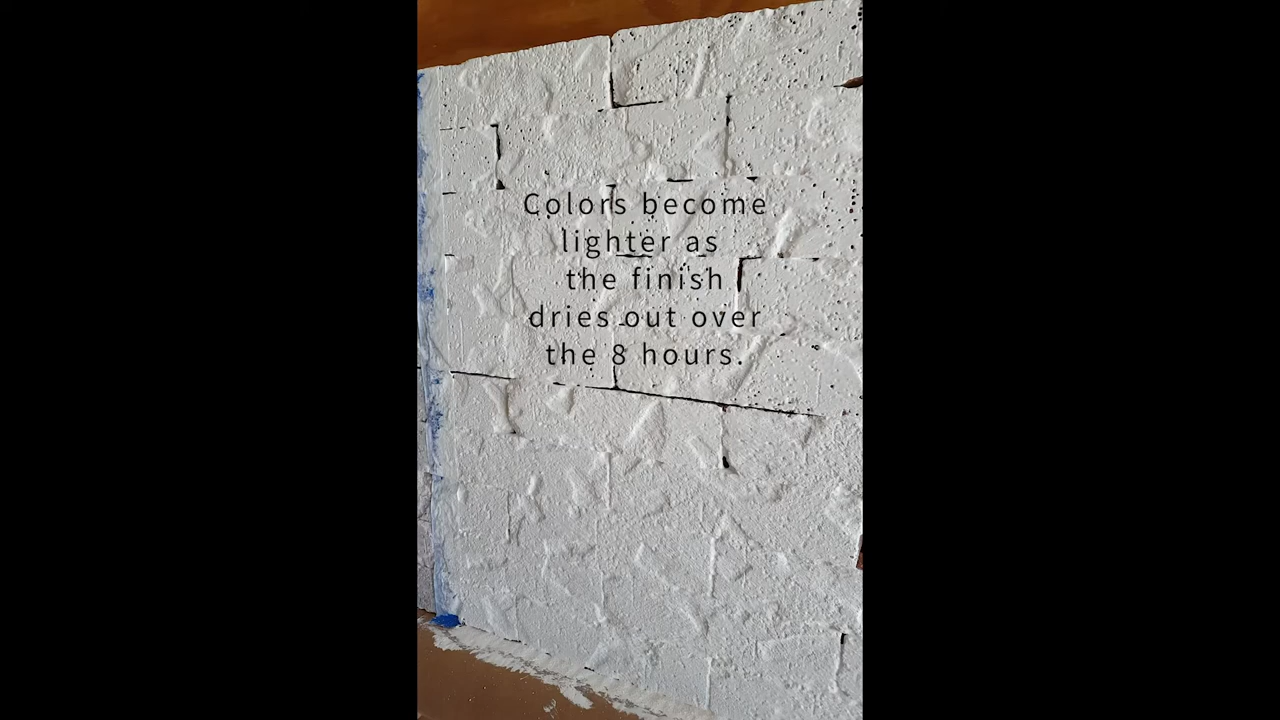 Colors become
lighter as
the finish
dries out over
the 8 hours.